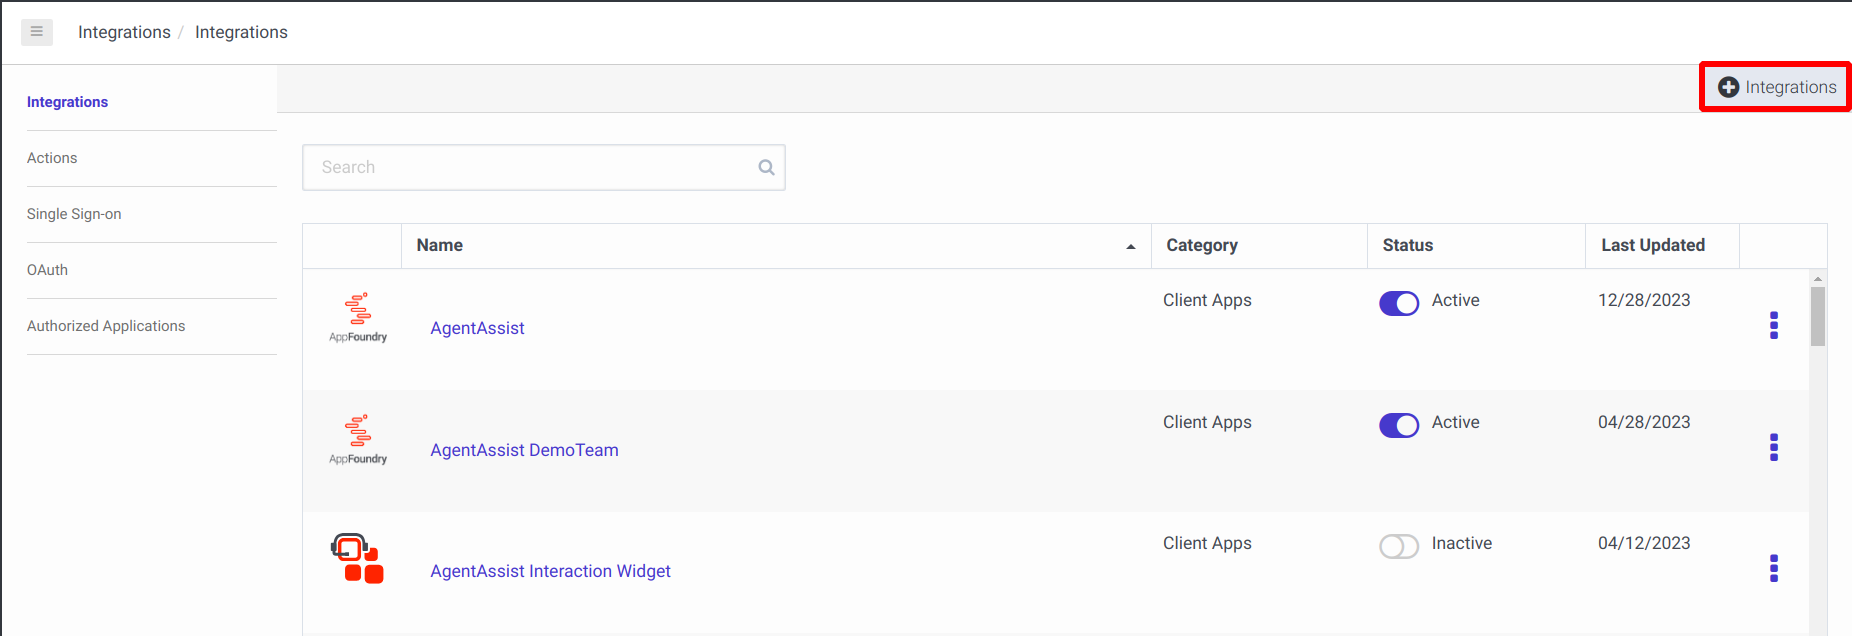 Integrations / Integrations
Integrations
Integrations
Actions
Single Sign-on
OAuth
Authorized Applications
Search
Name Category Status Last Updated
AppFoundry AgentAssist Client Apps Active 12/28/2023
AppFoundry AgentAssist DemoTeam Client Apps Active 04/28/2023
AgentAssist Interaction Widget Client Apps Inactive 04/12/2023